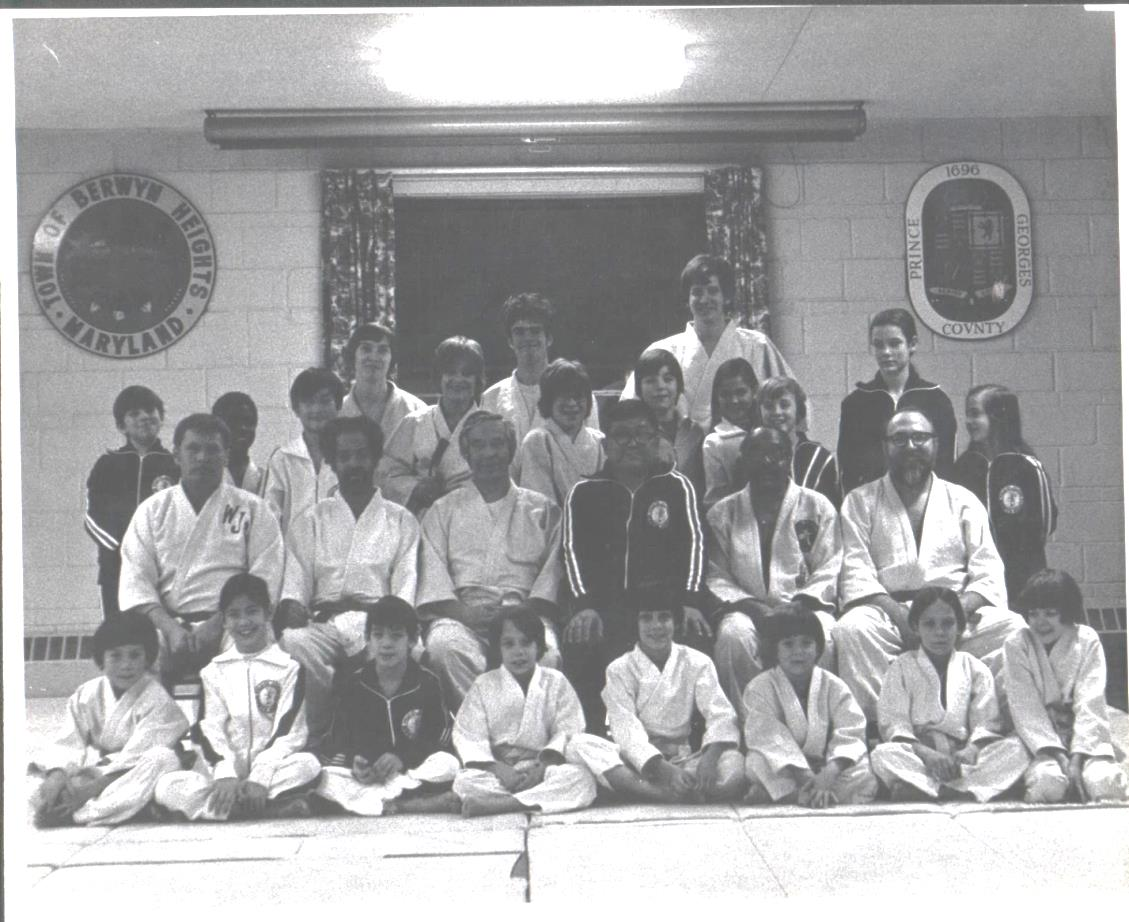 TOWN OF BERWYN HEIGHTS
MARYLAND
1696
PRINCE
GEORGES
COVNTY
WJ